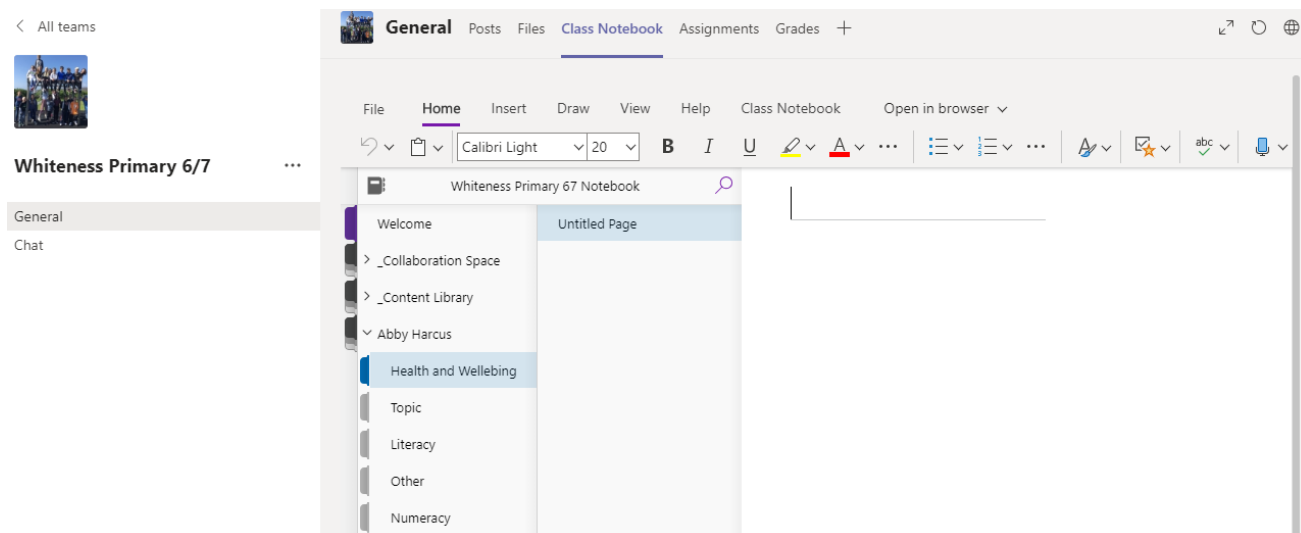 All teams
Whiteness Primary 6/7
General
Chat
General Posts Files Class Notebook Assignments Grades
File Home Insert Draw View Help Class Notebook Open in browser
Calibri Light 20 B I U A abc
Whiteness Primary 67 Notebook
Welcome
_Collaboration Space
_Content Library
Abby Harcus
Health and Wellebing
Topic
Literacy
Other
Numeracy
Untitled Page